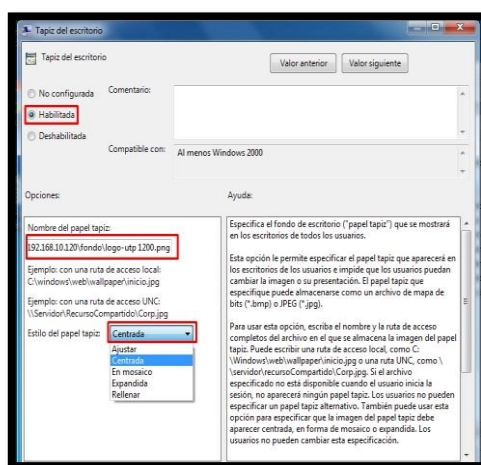 Tapiz del escritorio
Tapiz del escritorio
Valor anterior
Valor siguiente
No configurada
Comentario:
Habilitada
Deshabilitada
Compatible con:
Al menos Windows 2000
Opciones:
Ayuda:
Nombre del papel tapiz:
192.168.10.120\fondo\logo-utp 1200.png
Ejemplo: con una ruta de acceso local:
C:\windows\web\wallpaper\inicio.jpg
Ejemplo: con una ruta de acceso UNC:
\\Servidor\RecursoCompartido\Corp.jpg
Estilo del papel tapiz:
Centrada
Ajustar
Centrada
En mosaico
Expandida
Rellenar
Especifica el fondo de escritorio ("papel tapiz") que se mostrará
en los escritorios de todos los usuarios.
Esta opción le permite especificar el papel tapiz que aparecerá en
los escritorios de los usuarios e impide que los usuarios puedan
cambiar la imagen o su presentación. El papel tapiz que
especifique puede almacenarse como un archivo de mapa de
bits (*.bmp) o JPEG (*.jpg).
Para usar esta opción, escriba el nombre y la ruta de acceso
completos del archivo en el que se almacena la imagen del papel
tapiz. Puede escribir una ruta de acceso local, como C:
\Windows\web\wallpaper\inicio.jpg o una ruta UNC, como \
\servidor\recursoCompartido\Corp.jpg. Si el archivo
especificado no está disponible cuando el usuario inicia la
sesión, no aparecerá ningún papel tapiz. Los usuarios no pueden
especificar un papel tapiz alternativo. También puede usar esta
opción para especificar que la imagen del papel tapiz debe
aparecer centrada, en forma de mosaico o expandida. Los
usuarios no pueden cambiar esta especificación.